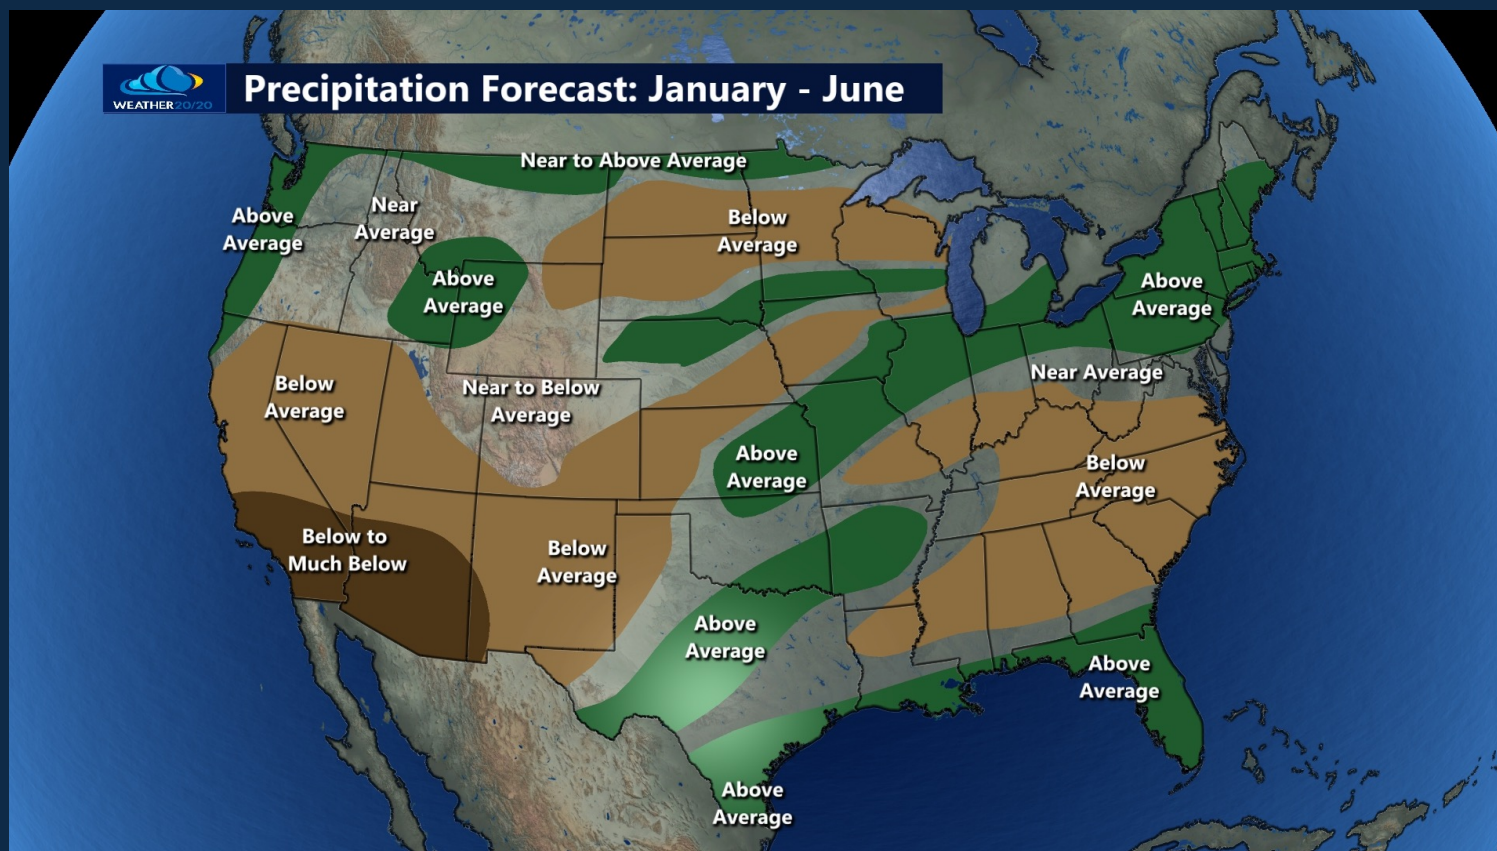 WEATHER20/20
Precipitation Forecast: January - June
Near to Above Average
Above
Average
Near
Average
Below
Average
Above
Average
Above
Average
Below
Average
Near to Below
Average
Near Average
Above
Average
Below
Average
Below to
Much Below
Below
Average
Above
Average
Above
Average
Above
Average